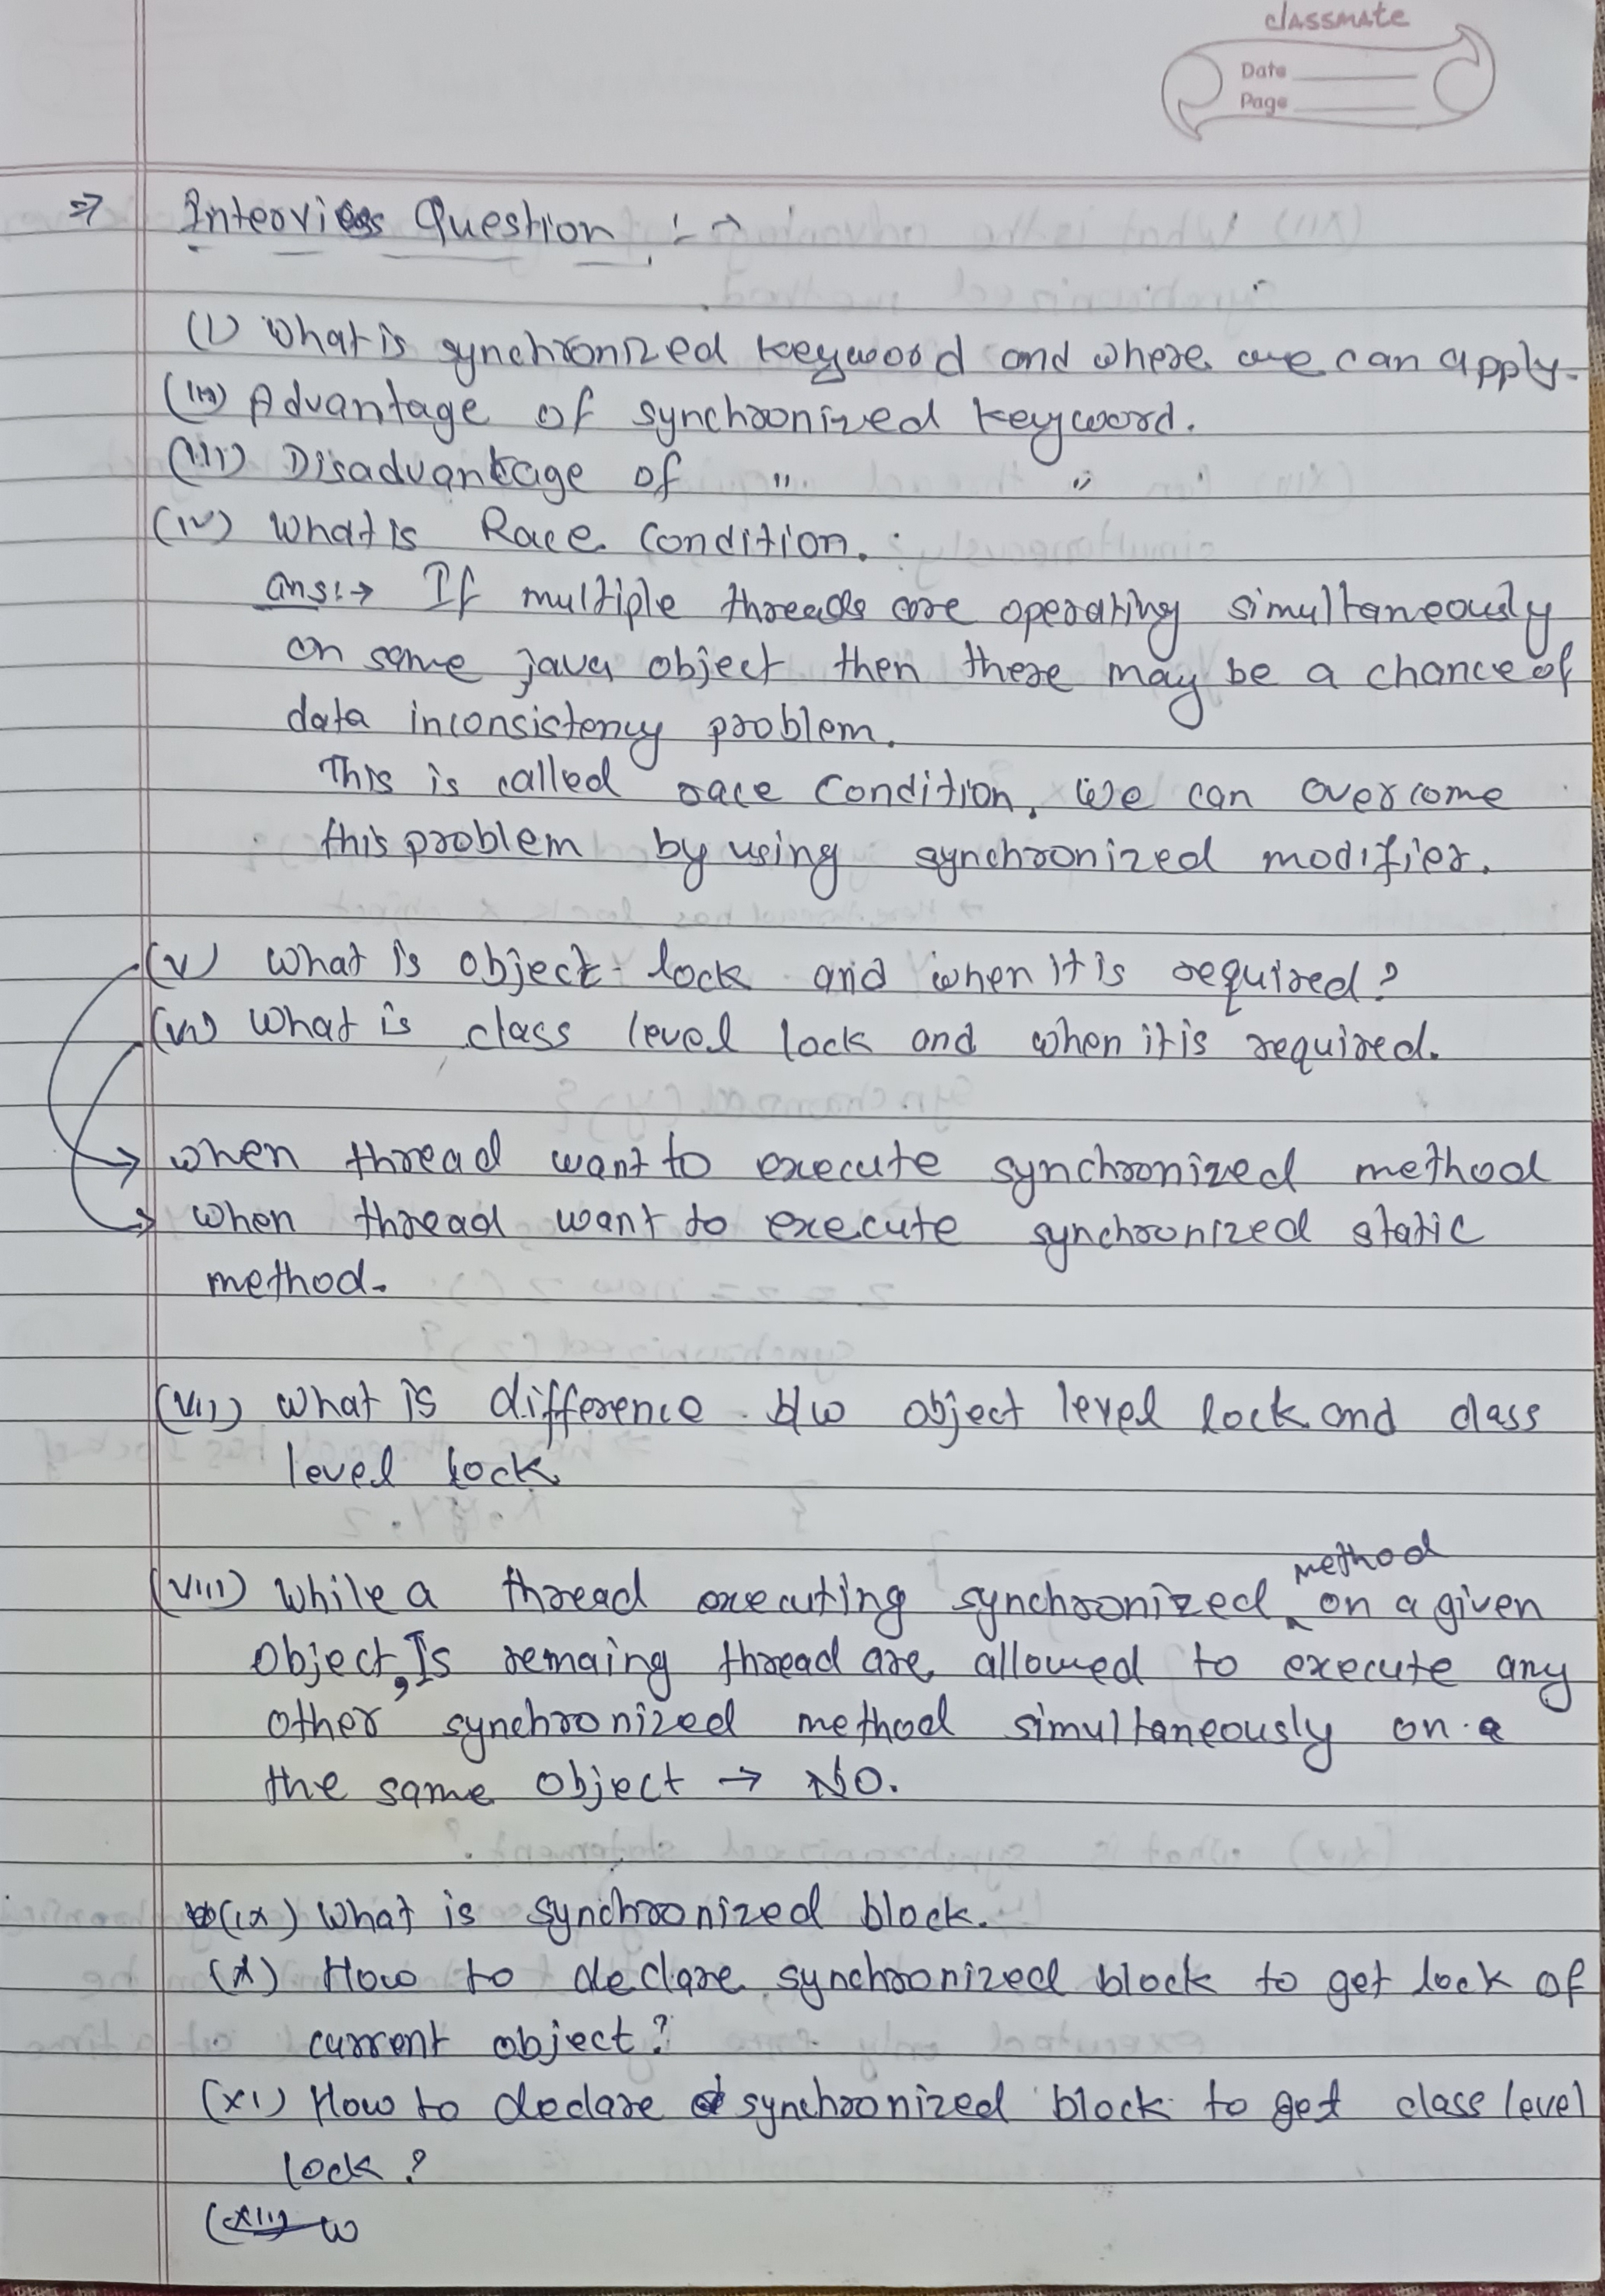 classmate
Date
Page
⇒ Interview Question :- →
(i) What is synchronized keyword and where we can apply.
(ii) Advantage of synchronized keyword.
(iii) Disadvantage of " "
(iv) What is Race Condition. :
ans:→ If multiple threads are operating simultaneously
on same java object then there may be a chance of
data inconsistency problem.
This is called race condition. We can overcome
this problem by using synchronized modifier.
(v) What is object lock and when it is required?
(vi) What is class level lock and when it is required.
→ when thread want to execute synchronized method
→ when thread want to execute synchronized static
method.
(vii) What is difference b/w object level lock and class
level lock
(viii) While a thread executing synchronized method on a given
object, Is remaing thread are allowed to execute any
other synchronized method simultaneously on a
the same object → NO.
(ix) What is synchronized block.
(x) How to declare synchronized block to get lock of
current object?
(xi) How to declare synchronized block to get class level
lock?
(xii) w